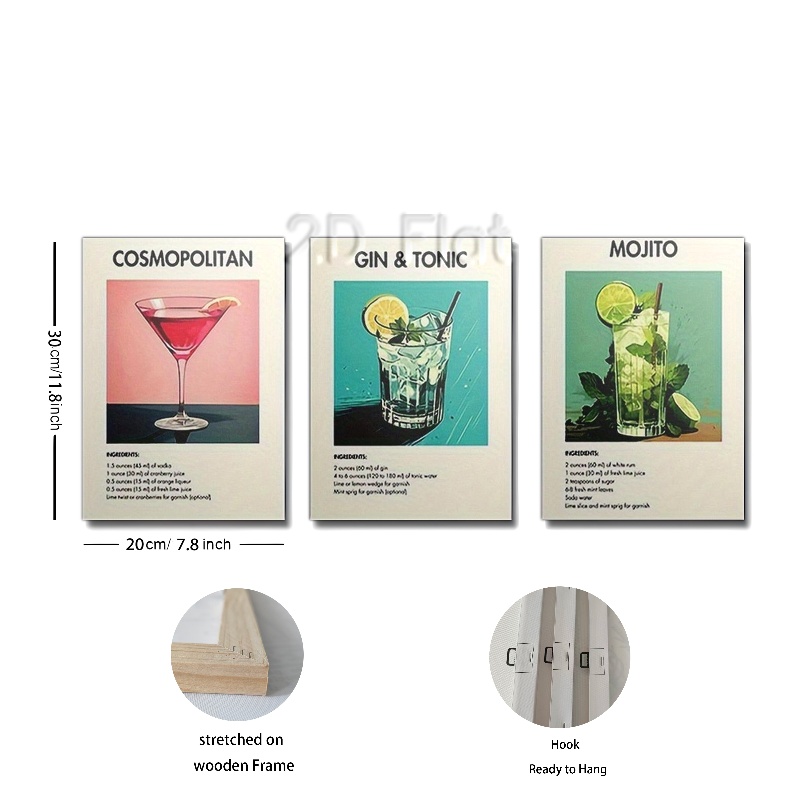 2D Flat
COSMOPOLITAN
GIN & TONIC
MOJITO
30cm/11.8inch
INGREDIENTS:
1.5 ounces (45 ml) of vodka
1 ounce (30 ml) of cranberry juice
0.5 ounces (15 ml) of orange liqueur
0.5 ounces (15 ml) of fresh lime juice
Lime twist or cranberries for garnish (optional)
INGREDIENTS:
2 ounces (60 ml) of gin
4 to 6 ounces (120 to 180 ml) of tonic water
Lime or lemon wedge for garnish
Mint sprig for garnish (optional)
INGREDIENTS:
2 ounces (60 ml) of white rum
1 ounce (30 ml) of fresh lime juice
2 teaspoons of sugar
6-8 fresh mint leaves
Soda water
Lime slice and mint sprig for garnish
20cm/ 7.8 inch
stretched on
wooden Frame
Hook
Ready to Hang